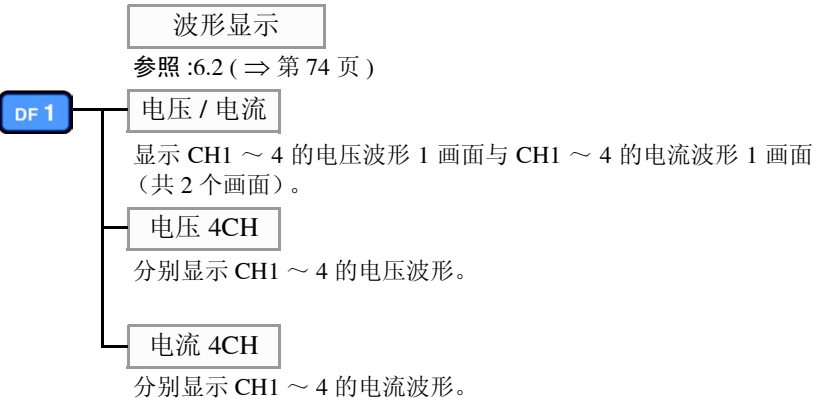 波形显示
参照 :6.2 ( ⇒ 第 74 页 )
DF 1
电压 / 电流
显示 CH1 ～ 4 的电压波形 1 画面与 CH1 ～ 4 的电流波形 1 画面
（共 2 个画面）。
电压 4CH
分别显示 CH1 ～ 4 的电压波形。
电流 4CH
分别显示 CH1 ～ 4 的电流波形。